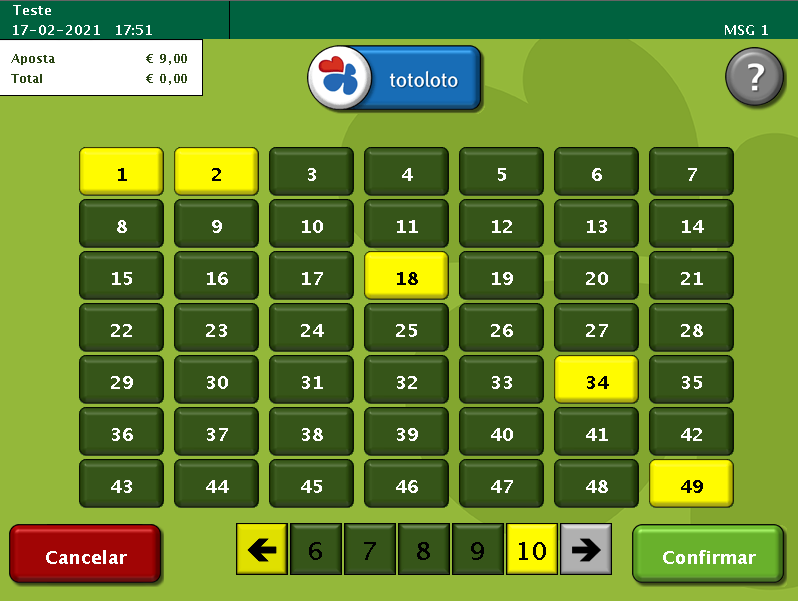 Teste
17-02-2021 17:51
MSG 1
Aposta € 9,00
Total € 0,00
totoloto
?
1 2 3 4 5 6 7
8 9 10 11 12 13 14
15 16 17 18 19 20 21
22 23 24 25 26 27 28
29 30 31 32 33 34 35
36 37 38 39 40 41 42
43 44 45 46 47 48 49
Cancelar
6 7 8 9 10
Confirmar